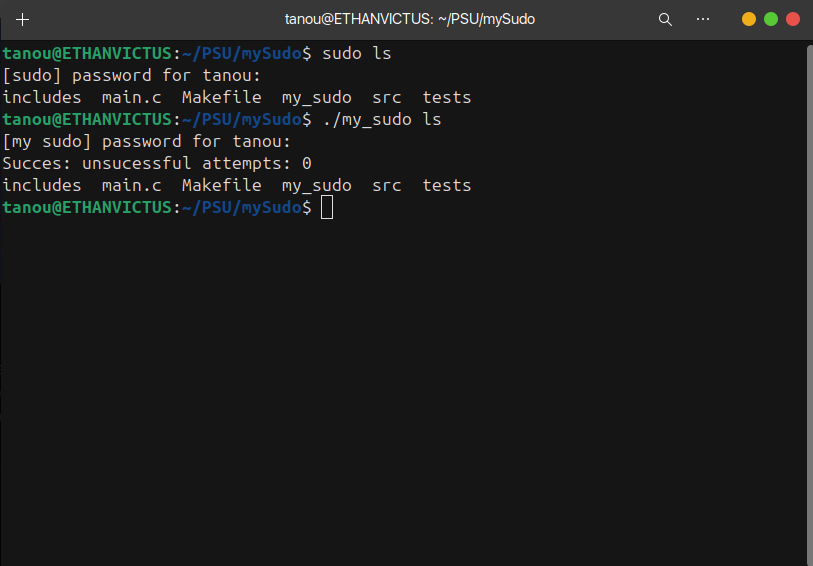 tanou@ETHANVICTUS: ~/PSU/mySudo
tanou@ETHANVICTUS:~/PSU/mySudo$ sudo ls
[sudo] password for tanou:
includes  main.c  Makefile  my_sudo  src  tests
tanou@ETHANVICTUS:~/PSU/mySudo$ ./my_sudo ls
[my sudo] password for tanou:
Succes: unsucessful attempts: 0
includes  main.c  Makefile  my_sudo  src  tests
tanou@ETHANVICTUS:~/PSU/mySudo$